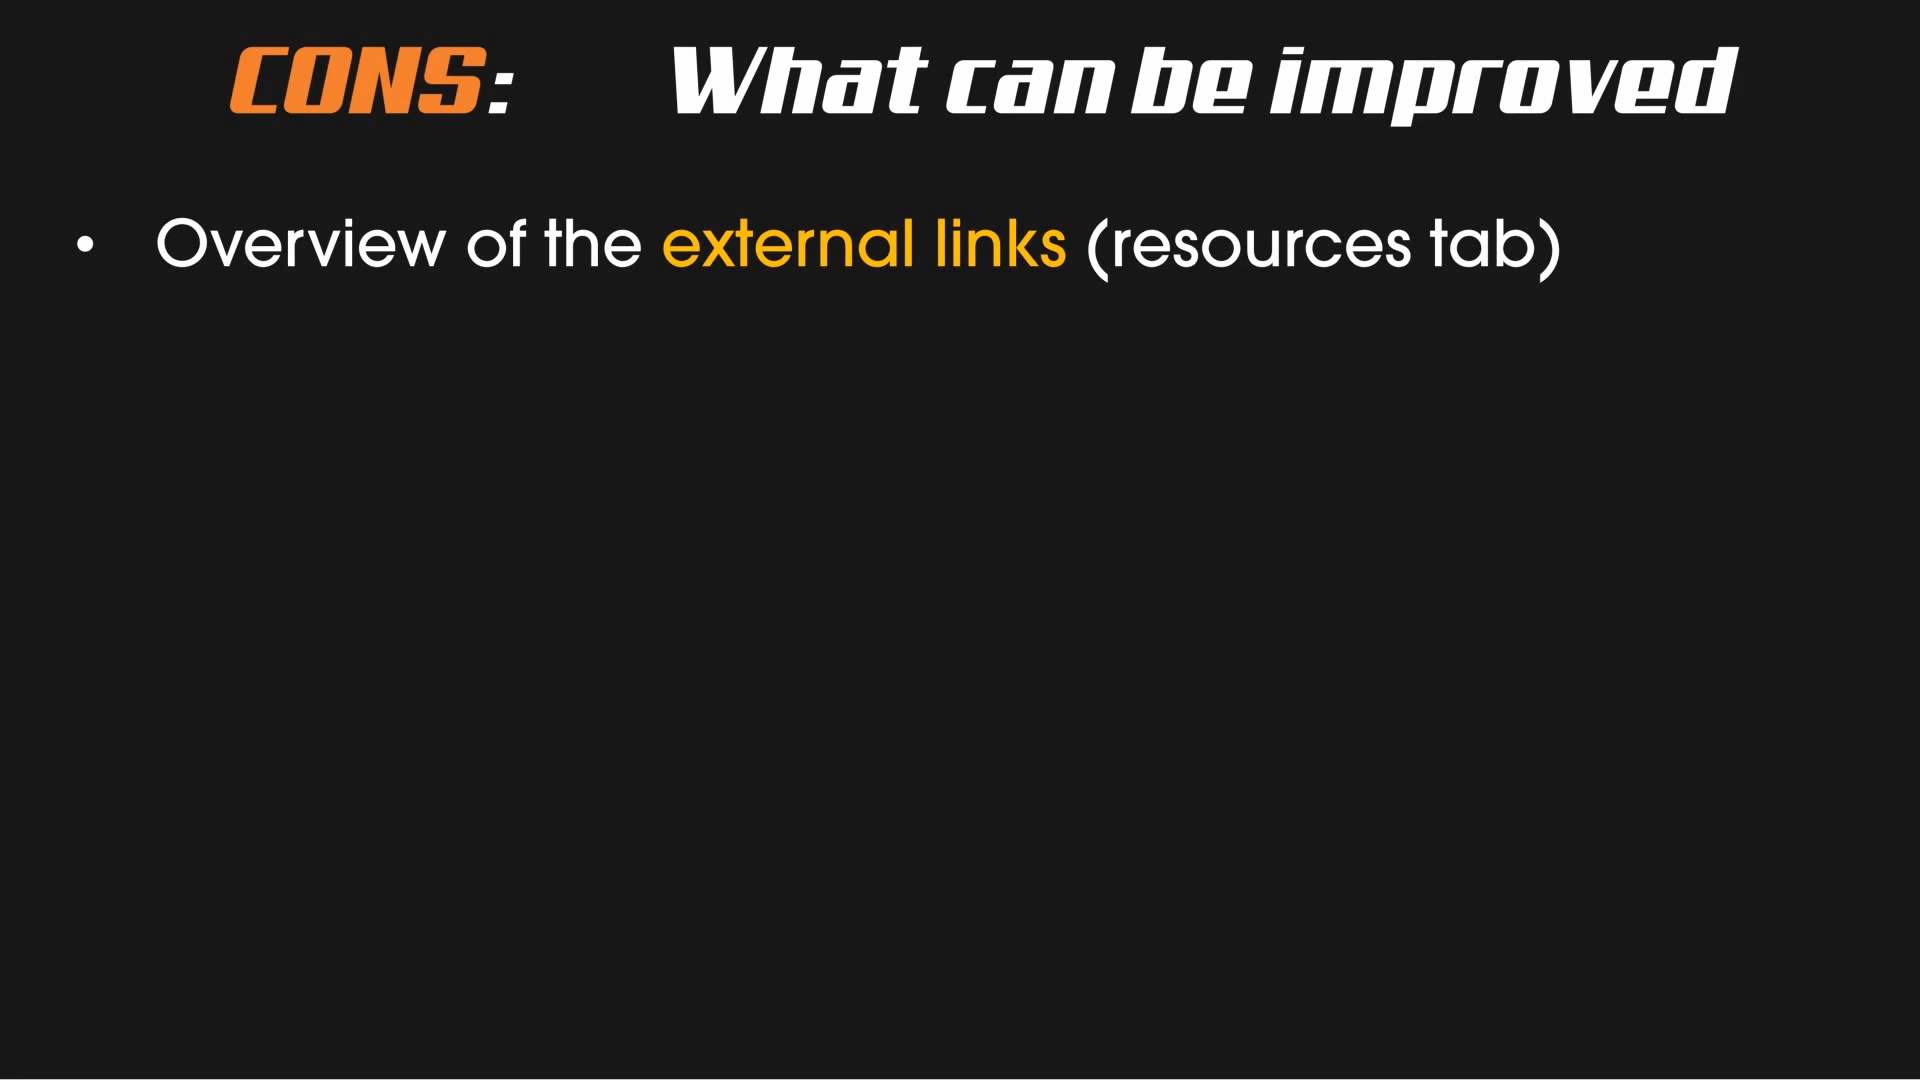 CONS: What can be improved
• Overview of the external links (resources tab)